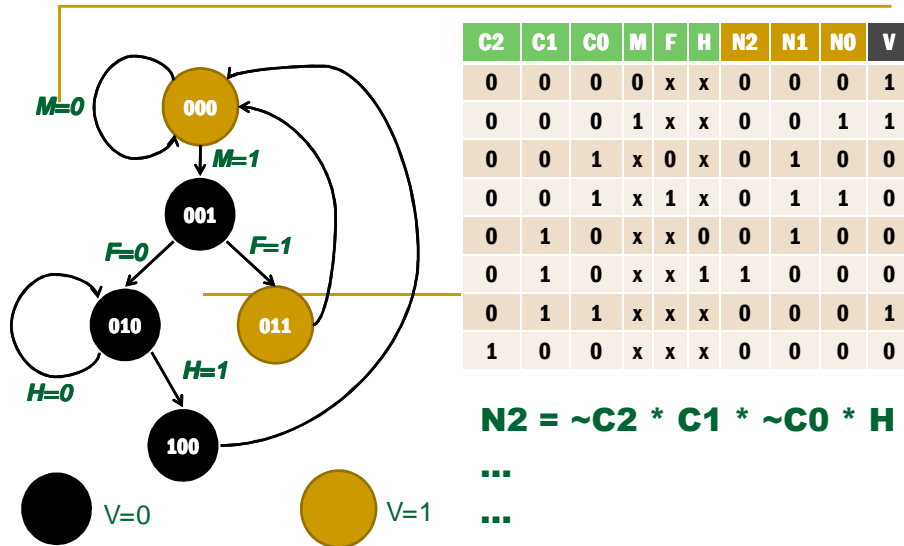 C2 C1 C0 M F H N2 N1 N0 V
0 0 0 0 x x 0 0 0 1
0 0 0 1 x x 0 0 1 1
0 0 1 x 0 x 0 1 0 0
0 0 1 x 1 x 0 1 1 0
0 1 0 x x 0 0 1 0 0
0 1 0 x x 1 1 0 0 0
0 1 1 x x x 0 0 0 1
1 0 0 x x x 0 0 0 0
M=0
000
M=1
001
F=0
F=1
010
011
H=0
H=1
100
V=0
V=1
N2 = ~C2 * C1 * ~C0 * H
...
...